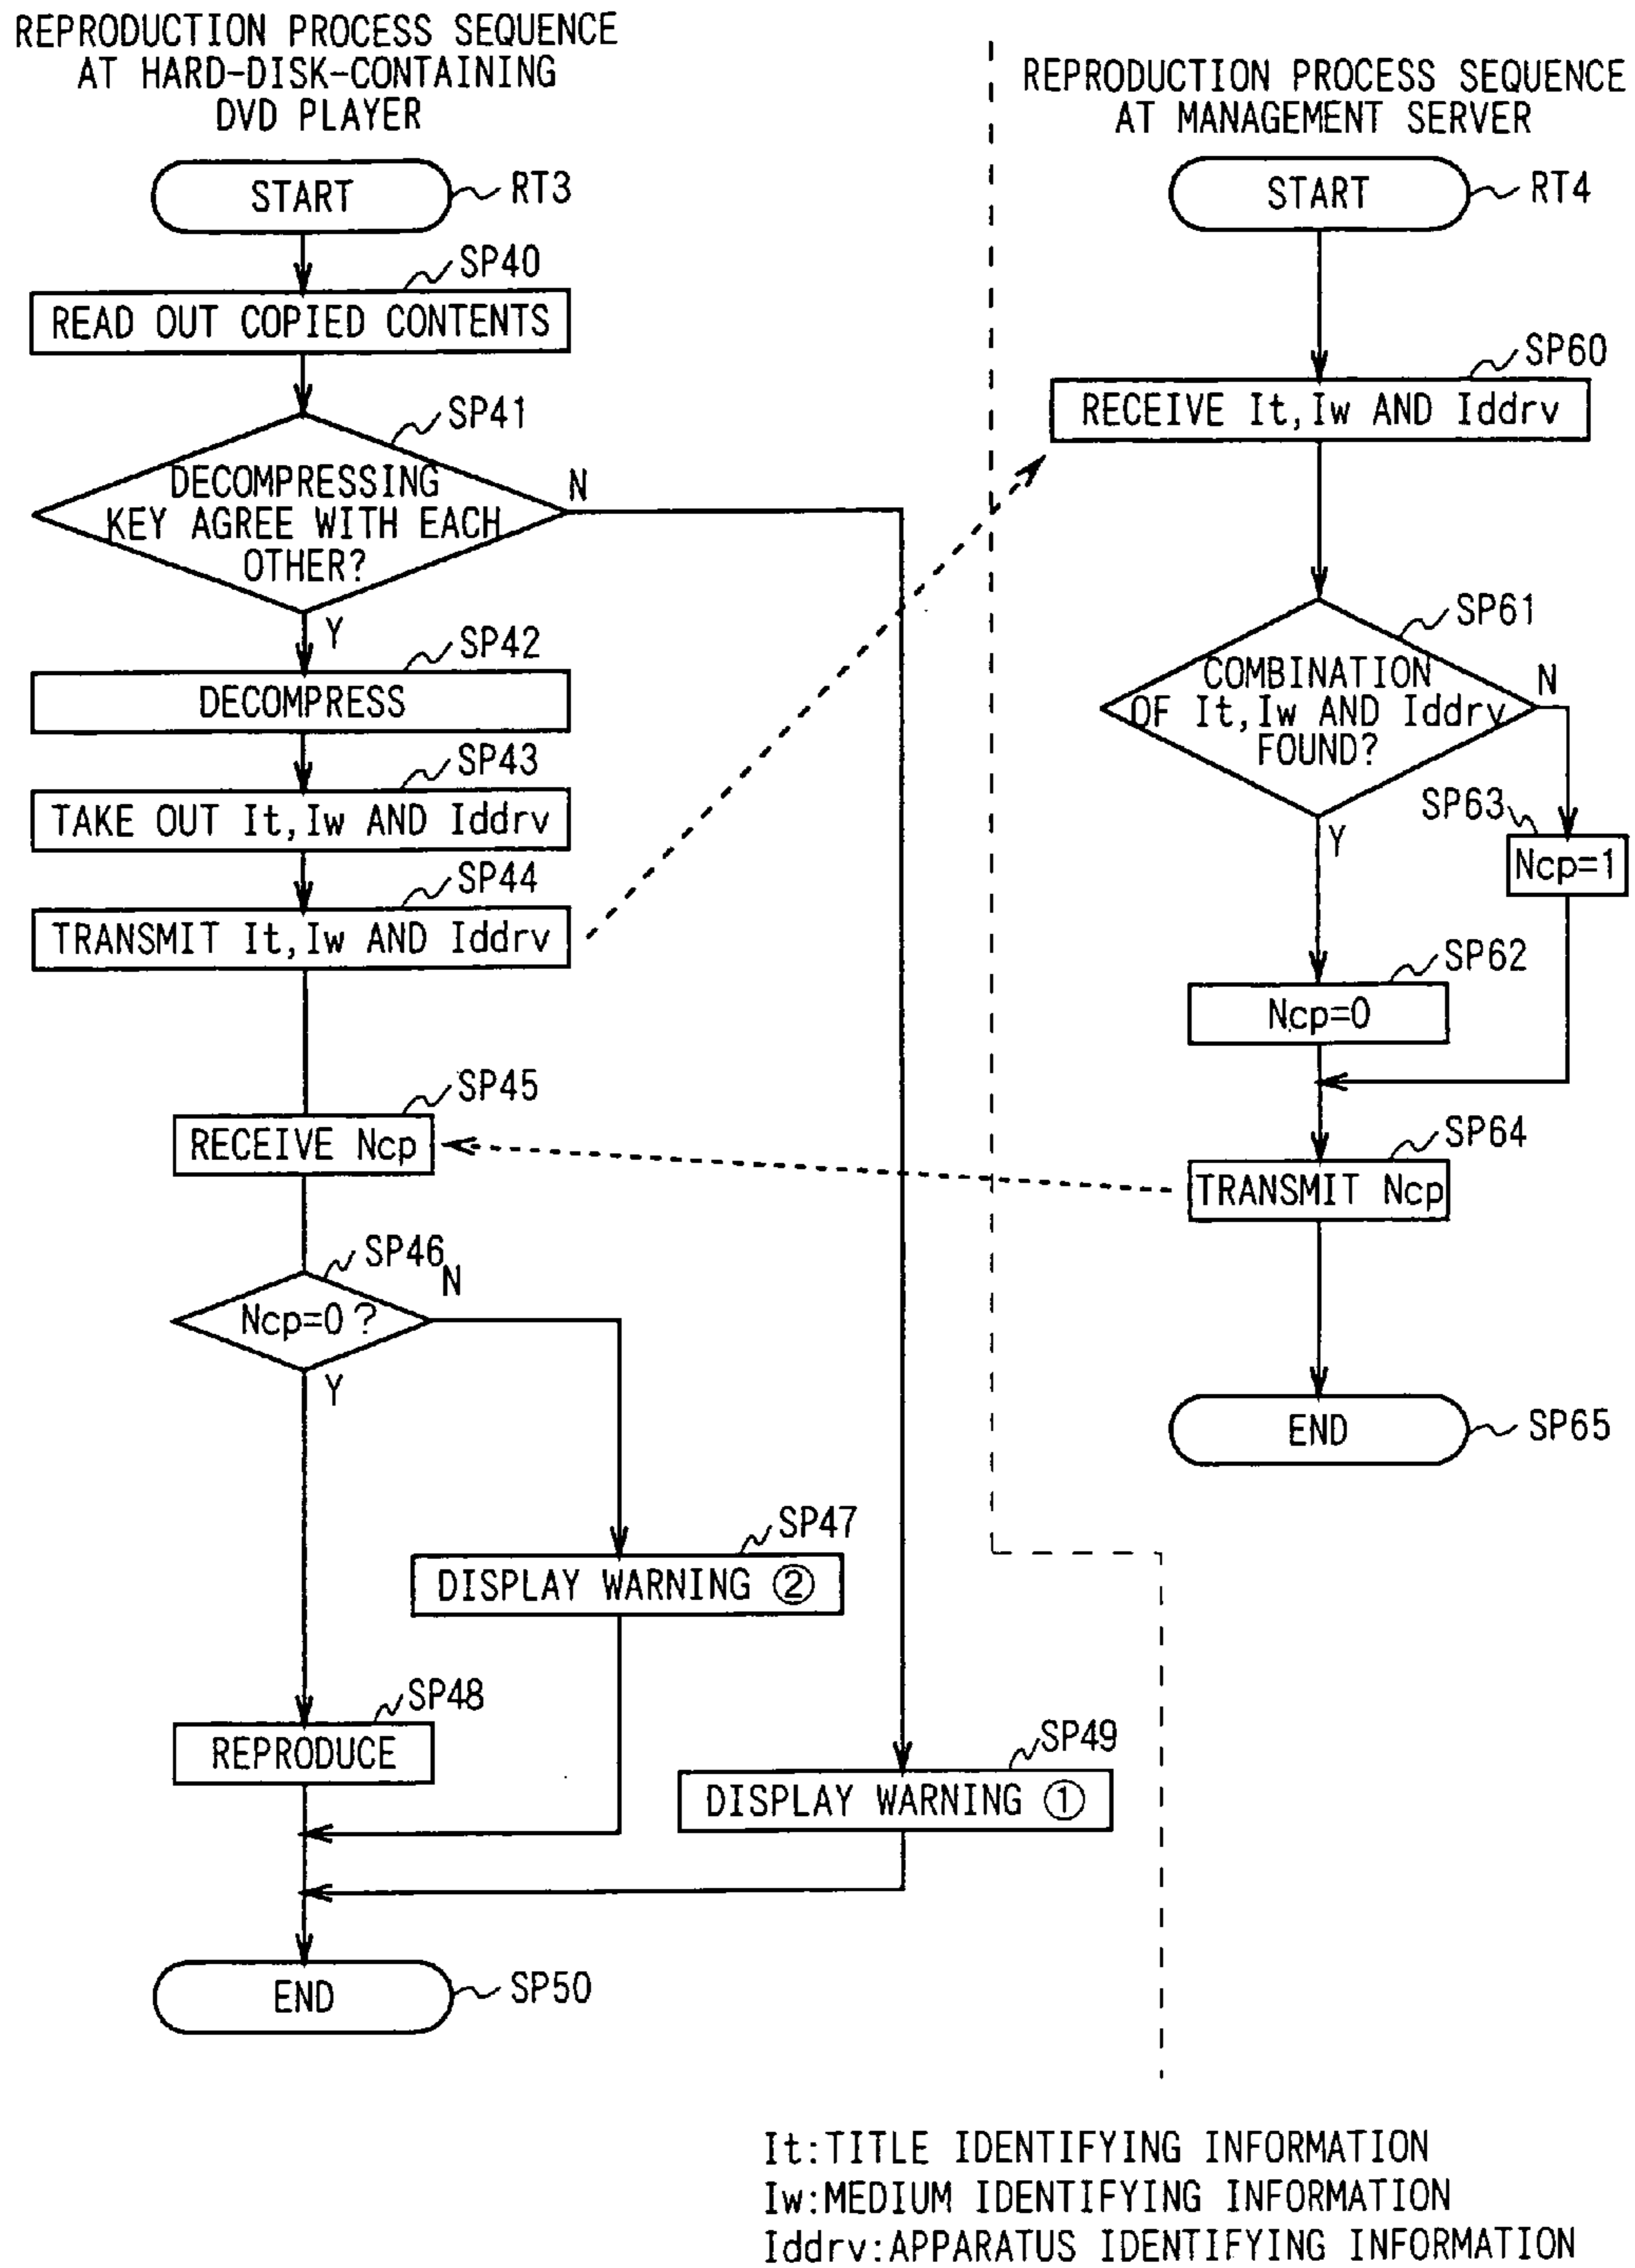 REPRODUCTION PROCESS SEQUENCE
AT HARD-DISK-CONTAINING
DVD PLAYER
START
RT3
SP40
READ OUT COPIED CONTENTS
SP41
DECOMPRESSING
KEY AGREE WITH EACH
OTHER?
N
Y
SP42
DECOMPRESS
SP43
TAKE OUT It,Iw AND Iddrv
SP44
TRANSMIT It,Iw AND Iddrv
SP45
RECEIVE Ncp
SP46
N
Ncp=0?
Y
SP47
DISPLAY WARNING ②
SP48
REPRODUCE
SP49
DISPLAY WARNING ①
END
SP50
REPRODUCTION PROCESS SEQUENCE
AT MANAGEMENT SERVER
START
RT4
SP60
RECEIVE It,Iw AND Iddrv
SP61
COMBINATION
OF It,Iw AND Iddrv
FOUND?
N
Y
SP63
Ncp=1
SP62
Ncp=0
SP64
TRANSMIT Ncp
END
SP65
It:TITLE IDENTIFYING INFORMATION
Iw:MEDIUM IDENTIFYING INFORMATION
Iddrv:APPARATUS IDENTIFYING INFORMATION